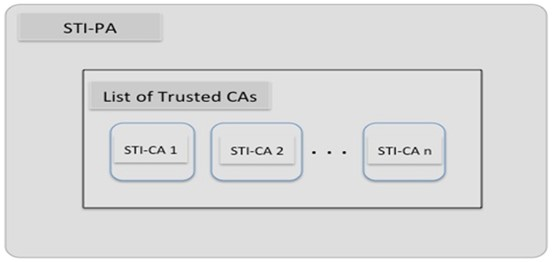 STI-PA
List of Trusted CAs
STI-CA 1 STI-CA 2 . . . STI-CA n